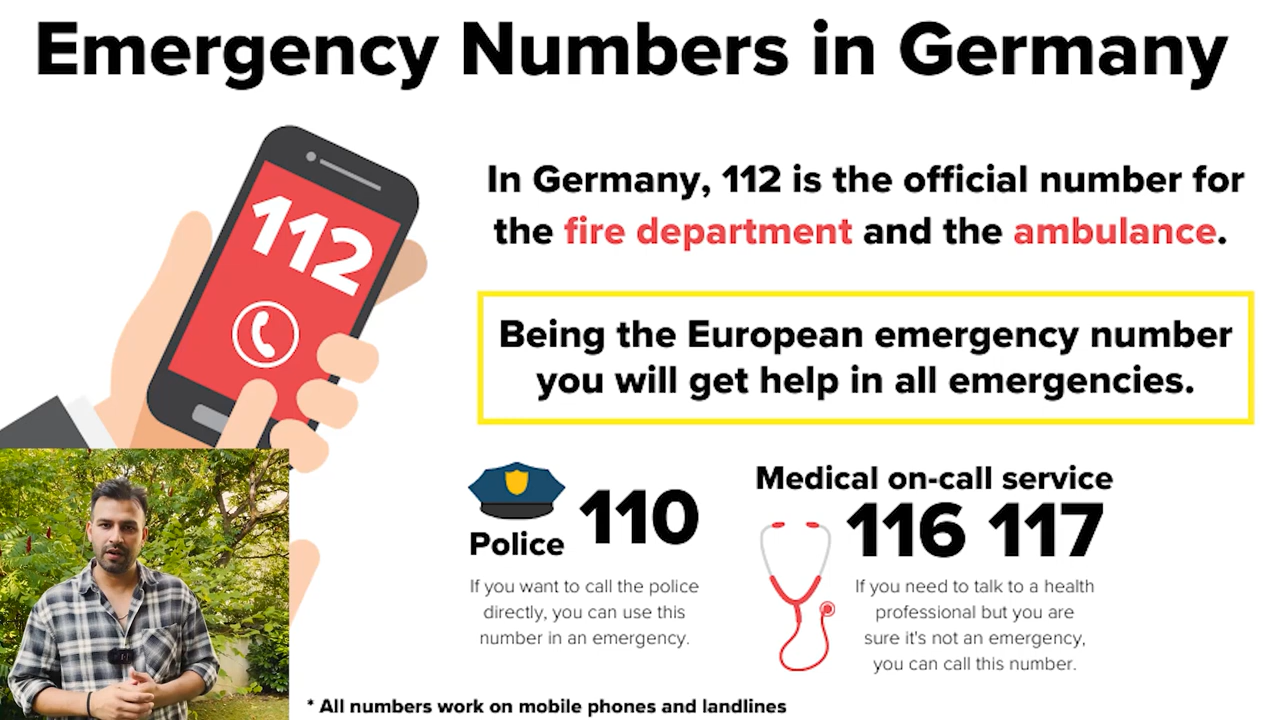 Emergency Numbers in Germany
112
In Germany, 112 is the official number for
the fire department and the ambulance.
Being the European emergency number
you will get help in all emergencies.
Police 110
If you want to call the police
directly, you can use this
number in an emergency.
Medical on-call service
116 117
If you need to talk to a health
professional but you are
sure it's not an emergency,
you can call this number.
* All numbers work on mobile phones and landlines